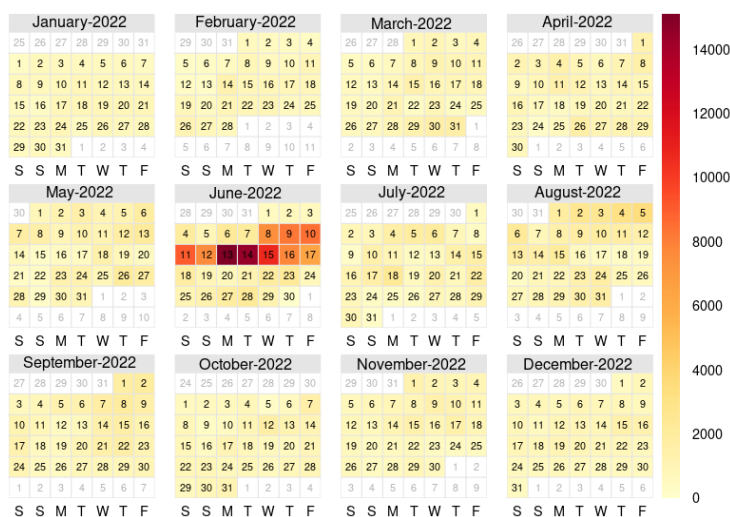 January-2022
25 26 27 28 29 30 31
1 2 3 4 5 6 7
8 9 10 11 12 13 14
15 16 17 18 19 20 21
22 23 24 25 26 27 28
29 30 31 1 2 3 4
S S M T W T F
February-2022
29 30 31 1 2 3 4
5 6 7 8 9 10 11
12 13 14 15 16 17 18
19 20 21 22 23 24 25
26 27 28 1 2 3 4
5 6 7 8 9 10 11
S S M T W T F
March-2022
26 27 28 1 2 3 4
5 6 7 8 9 10 11
12 13 14 15 16 17 18
19 20 21 22 23 24 25
26 27 28 29 30 31 1
2 3 4 5 6 7 8
S S M T W T F
April-2022
26 27 28 29 30 31 1
2 3 4 5 6 7 8
9 10 11 12 13 14 15
16 17 18 19 20 21 22
23 24 25 26 27 28 29
30 1 2 3 4 5 6
S S M T W T F
May-2022
30 1 2 3 4 5 6
7 8 9 10 11 12 13
14 15 16 17 18 19 20
21 22 23 24 25 26 27
28 29 30 31 1 2 3
4 5 6 7 8 9 10
S S M T W T F
June-2022
28 29 30 31 1 2 3
4 5 6 7 8 9 10
11 12 13 14 15 16 17
18 19 20 21 22 23 24
25 26 27 28 29 30 1
2 3 4 5 6 7 8
S S M T W T F
July-2022
25 26 27 28 29 30 1
2 3 4 5 6 7 8
9 10 11 12 13 14 15
16 17 18 19 20 21 22
23 24 25 26 27 28 29
30 31 1 2 3 4 5
S S M T W T F
August-2022
30 31 1 2 3 4 5
6 7 8 9 10 11 12
13 14 15 16 17 18 19
20 21 22 23 24 25 26
27 28 29 30 31 1 2
3 4 5 6 7 8 9
S S M T W T F
September-2022
27 28 29 30 31 1 2
3 4 5 6 7 8 9
10 11 12 13 14 15 16
17 18 19 20 21 22 23
24 25 26 27 28 29 30
1 2 3 4 5 6 7
S S M T W T F
October-2022
24 25 26 27 28 29 30
1 2 3 4 5 6 7
8 9 10 11 12 13 14
15 16 17 18 19 20 21
22 23 24 25 26 27 28
29 30 31 1 2 3 4
S S M T W T F
November-2022
29 30 31 1 2 3 4
5 6 7 8 9 10 11
12 13 14 15 16 17 18
19 20 21 22 23 24 25
26 27 28 29 30 1 2
3 4 5 6 7 8 9
S S M T W T F
December-2022
26 27 28 29 30 1 2
3 4 5 6 7 8 9
10 11 12 13 14 15 16
17 18 19 20 21 22 23
24 25 26 27 28 29 30
31 1 2 3 4 5 6
S S M T W T F
14000
12000
10000
8000
6000
4000
2000
0